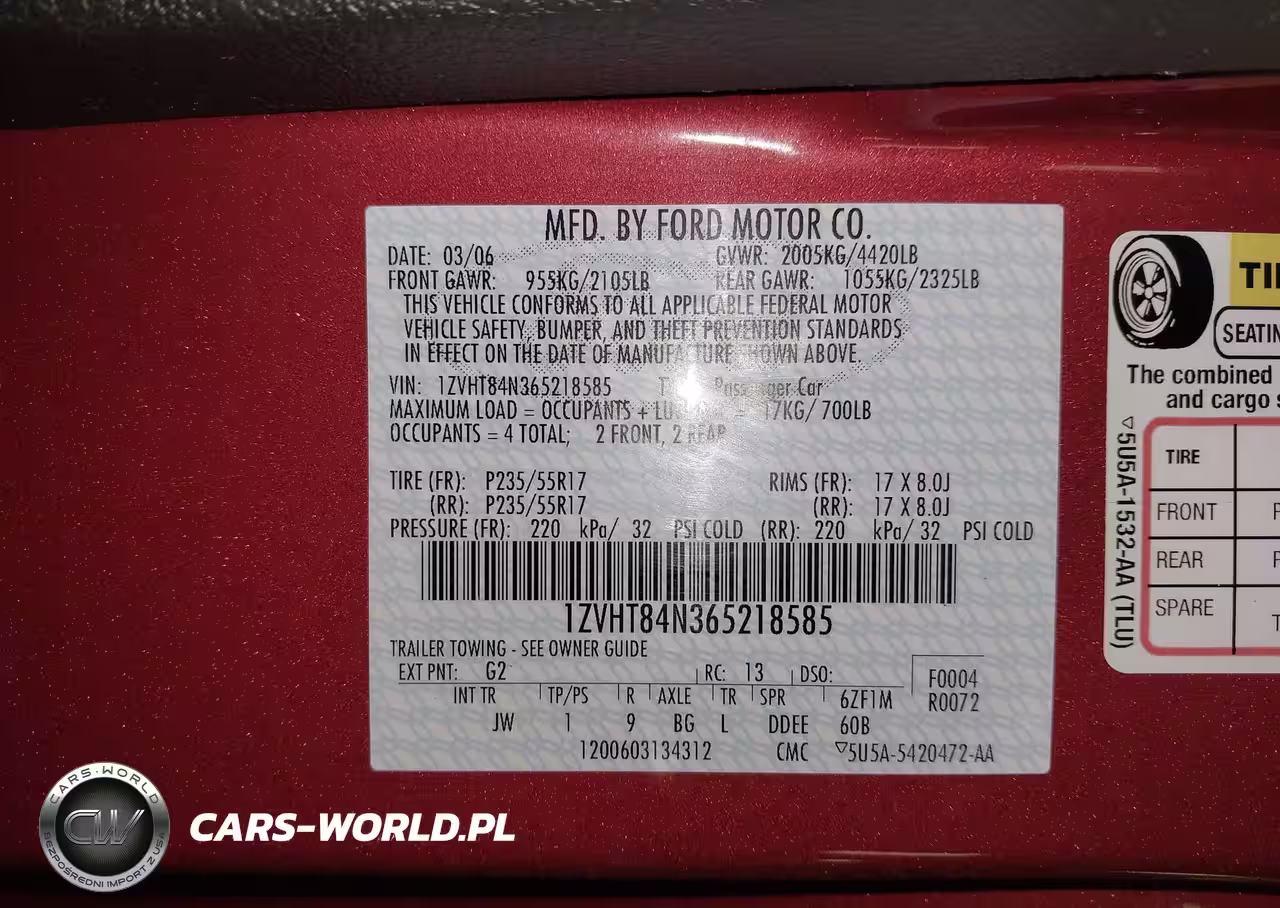 MFD. BY FORD MOTOR CO.
DATE: 03/06 GVWR: 2005KG/4420LB
FRONT GAWR: 955KG/2105LB REAR GAWR: 1055KG/2325LB
THIS VEHICLE CONFORMS TO ALL APPLICABLE FEDERAL MOTOR
VEHICLE SAFETY, BUMPER, AND THEFT PREVENTION STANDARDS
IN EFFECT ON THE DATE OF MANUFACTURE SHOWN ABOVE.
VIN: 1ZVHT84N365218585 Passenger Car
MAXIMUM LOAD = OCCUPANTS + = 17KG/700LB
OCCUPANTS = 4 TOTAL; 2 FRONT, 2 REAR
TIRE (FR): P235/55R17 RIMS (FR): 17 X 8.0J
(RR): P235/55R17 (RR): 17 X 8.0J
PRESSURE (FR): 220 kPa/ 32 PSI COLD (RR): 220 kPa/ 32 PSI COLD
1ZVHT84N365218585
TRAILER TOWING - SEE OWNER GUIDE
EXT PNT: G2 RC: 13 DSO: F0004
INT TR TP/PS R AXLE TR SPR 6ZF1M R0072
JW 1 9 BG L DDEE 60B
1200603134312 CMC ▽5U5A-5420472-AA
SEATIN
The combined
and cargo
▽5U5A-1532-AA (TLU)
TIRE
FRONT
REAR
SPARE
CARS-WORLD
CW
BEZPOŚREDNI IMPORT Z USA
CARS-WORLD.PL